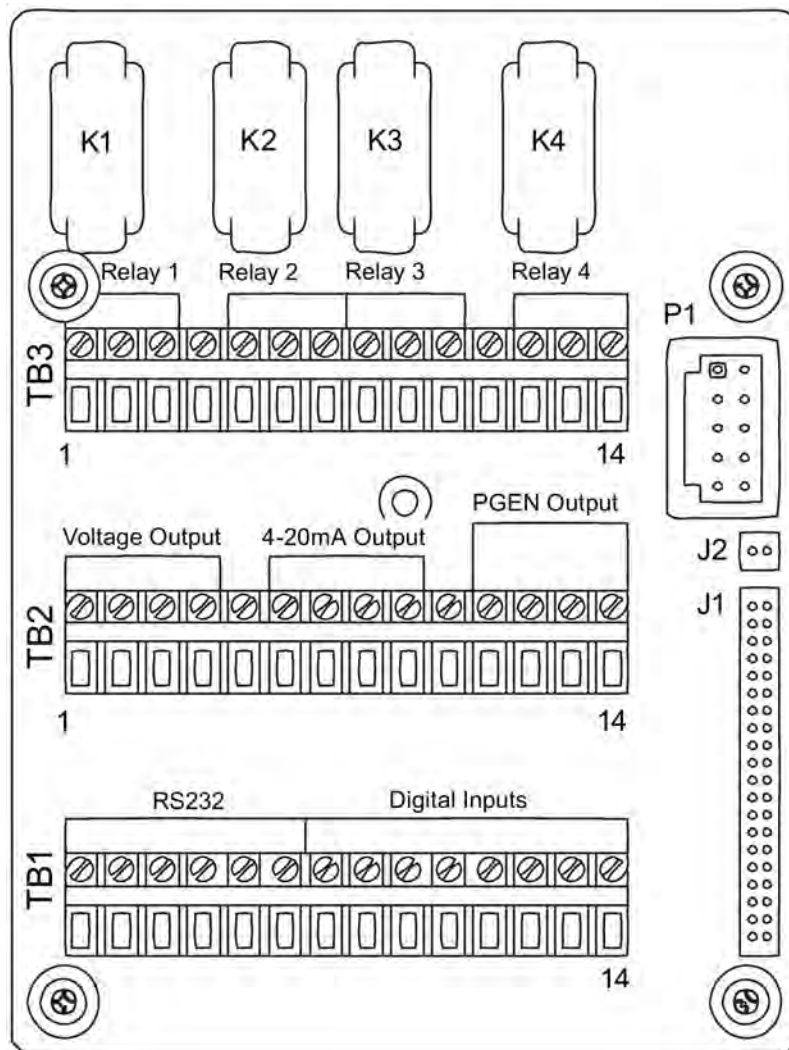 K1 K2 K3 K4
Relay 1 Relay 2 Relay 3 Relay 4
P1
TB3
1 14
PGEN Output
Voltage Output 4-20mA Output
J2
J1
TB2
1 14
RS232 Digital Inputs
TB1
14